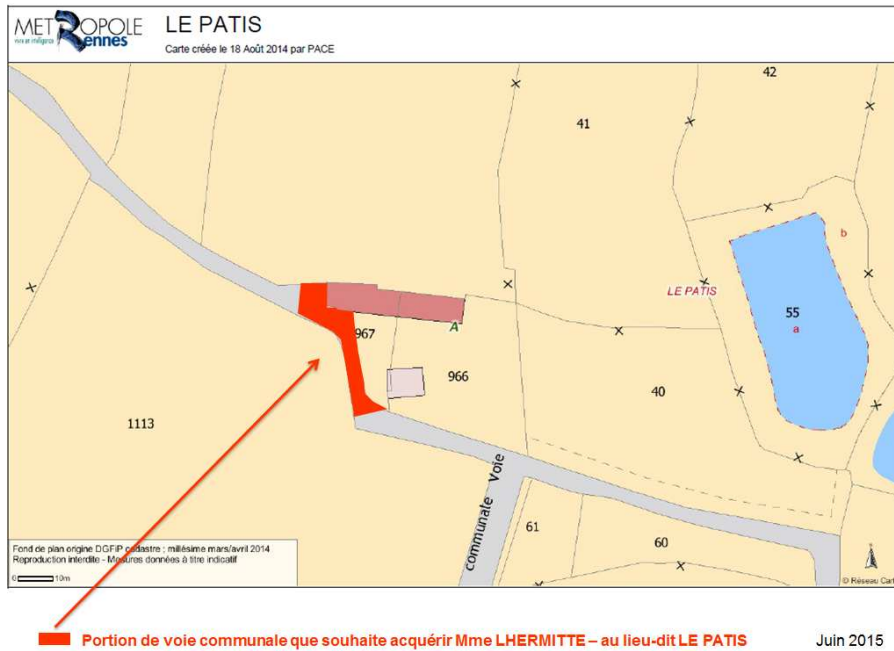 METROPOLE
Rennes
LE PATIS
Carte créée le 18 Août 2014 par PACE
42
41
b
LE PATIS
55
a
A
967
966
40
1113
communale Voie
61
60
Fond de plan origine DGFiP cadastre ; millésime mars/avril 2014
Reproduction interdite - Mesures données à titre indicatif
0 10m
© Réseau Cart
Portion de voie communale que souhaite acquérir Mme LHERMITTE – au lieu-dit LE PATIS
Juin 2015